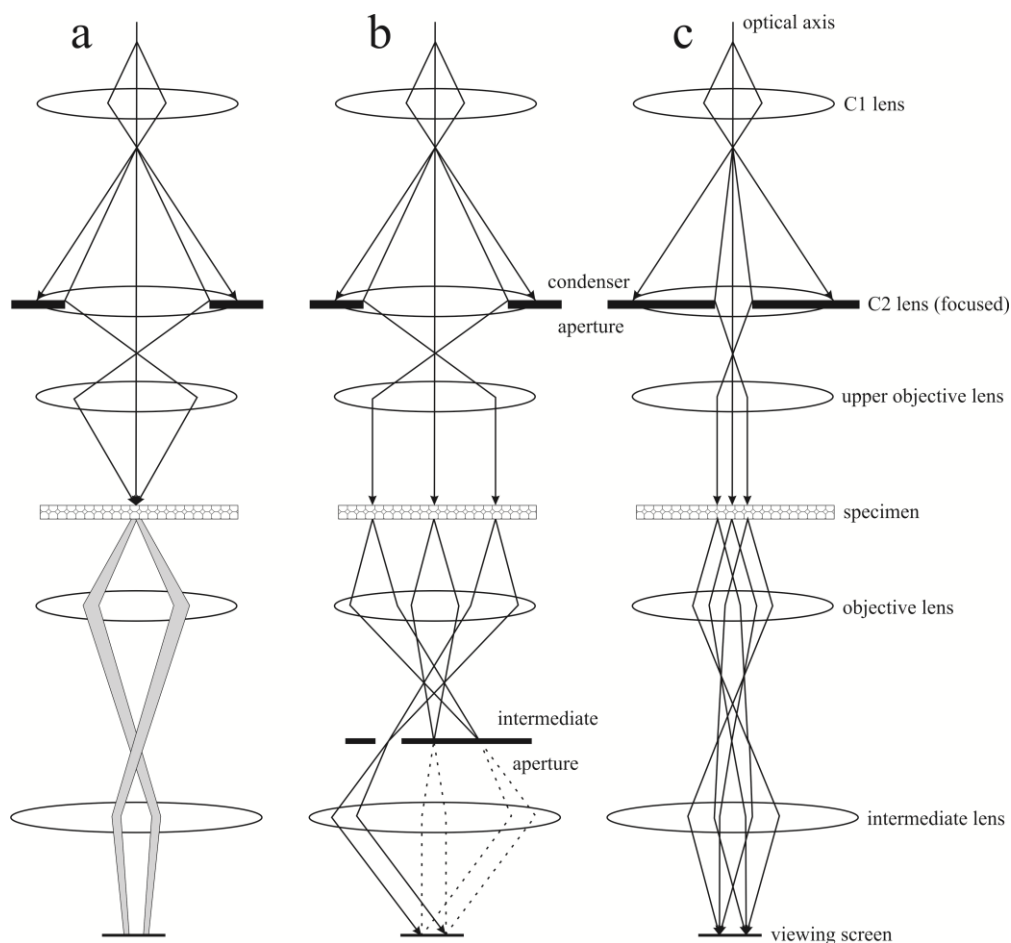 a
b
c
optical axis
C1 lens
condenser
aperture
C2 lens (focused)
upper objective lens
specimen
objective lens
intermediate
aperture
intermediate lens
viewing screen